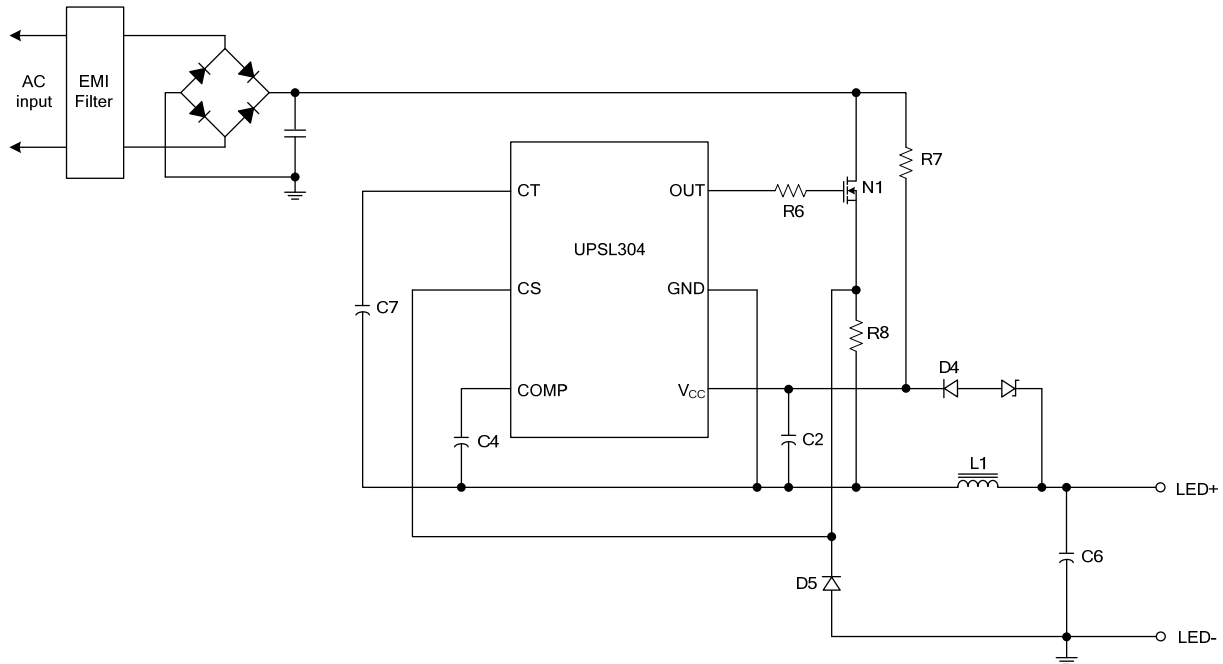 AC
input
EMI
Filter
CT
OUT
R6
N1
R7
UPSL304
CS
GND
C7
R8
COMP
VCC
D4
C4
C2
L1
LED+
D5
C6
LED-